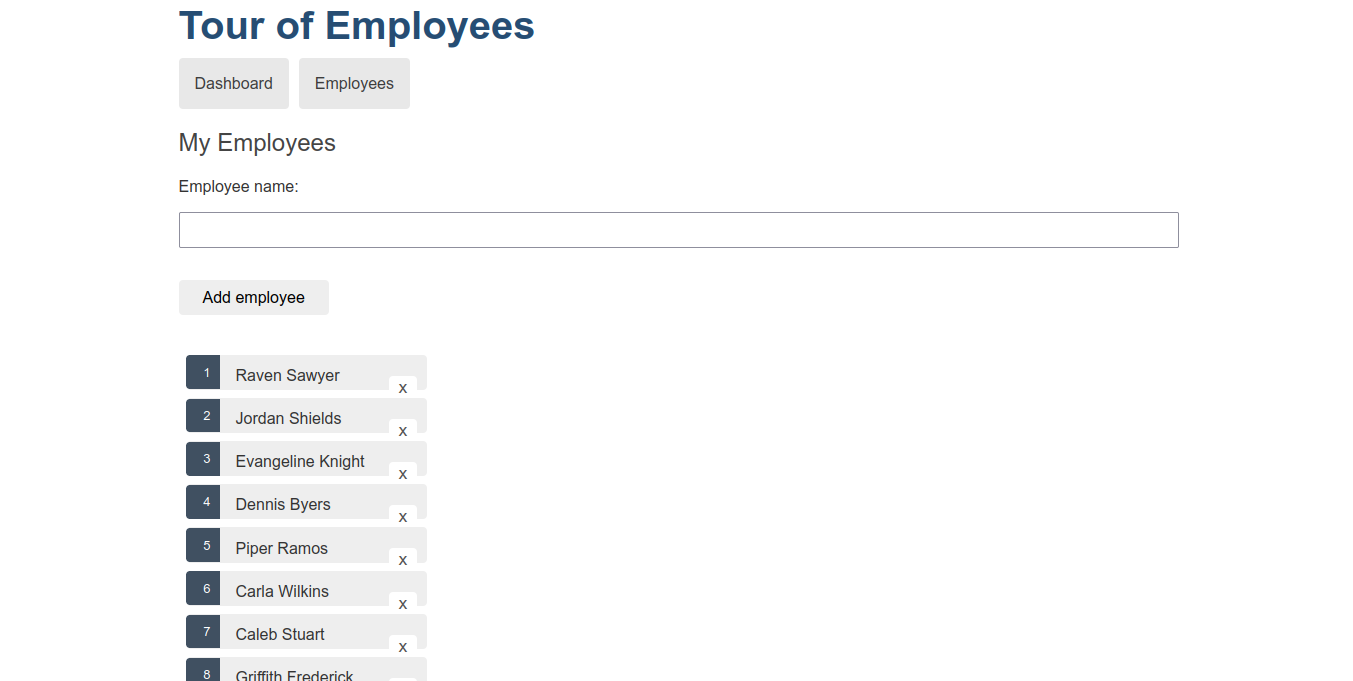 Tour of Employees
Dashboard Employees
My Employees
Employee name:
Add employee
1 Raven Sawyer x
2 Jordan Shields x
3 Evangeline Knight x
4 Dennis Byers x
5 Piper Ramos x
6 Carla Wilkins x
7 Caleb Stuart x
8 Griffith Frederick